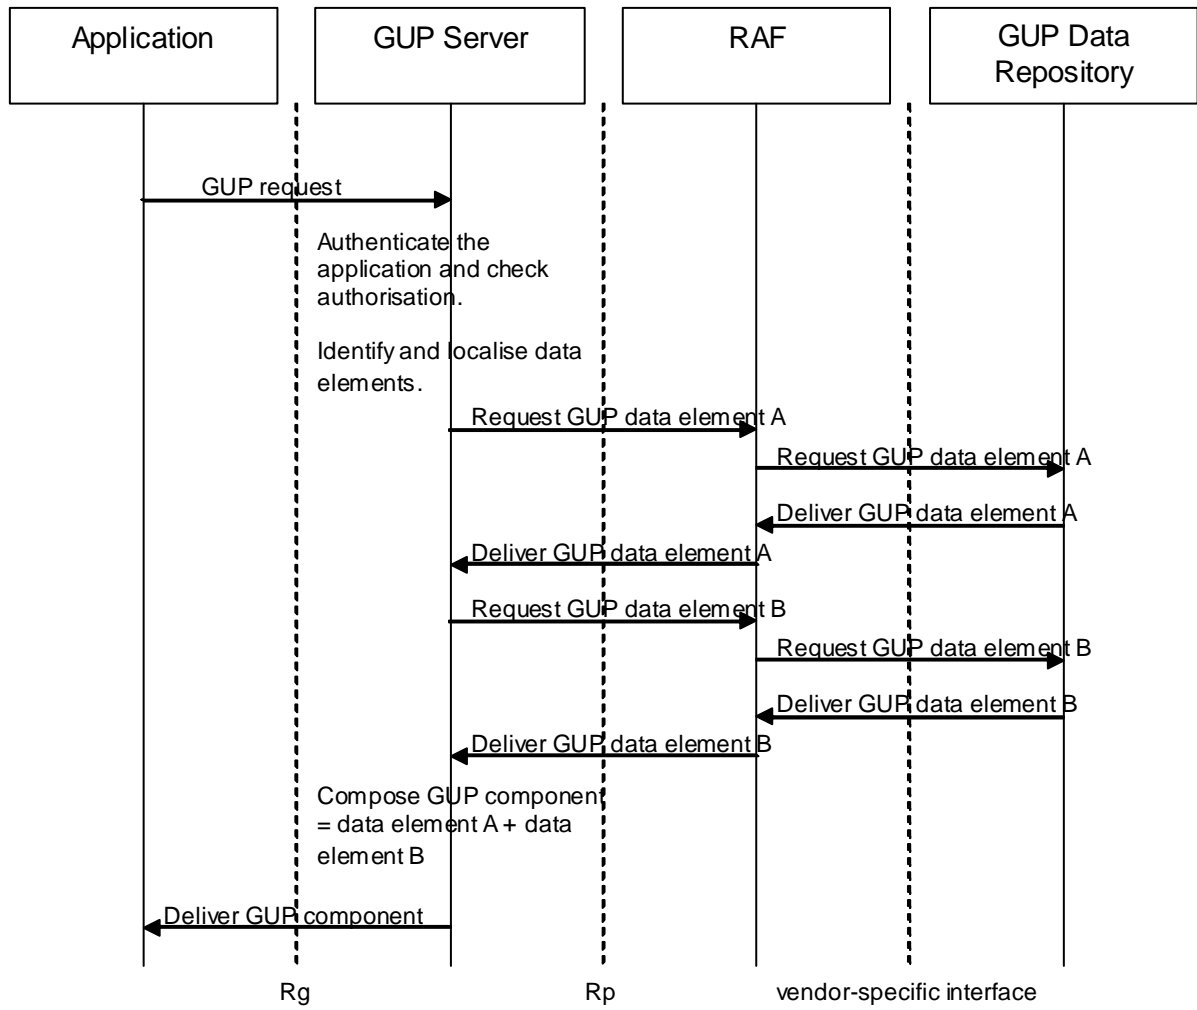 Application
GUP Server
RAF
GUP Data
Repository
GUP request
Authenticate the
application and check
authorisation.
Identify and localise data
elements.
Request GUP data element A
Request GUP data element A
Deliver GUP data element A
Deliver GUP data element A
Request GUP data element B
Request GUP data element B
Deliver GUP data element B
Deliver GUP data element B
Compose GUP component
= data element A + data
element B
Deliver GUP component
Rg
Rp
vendor-specific interface